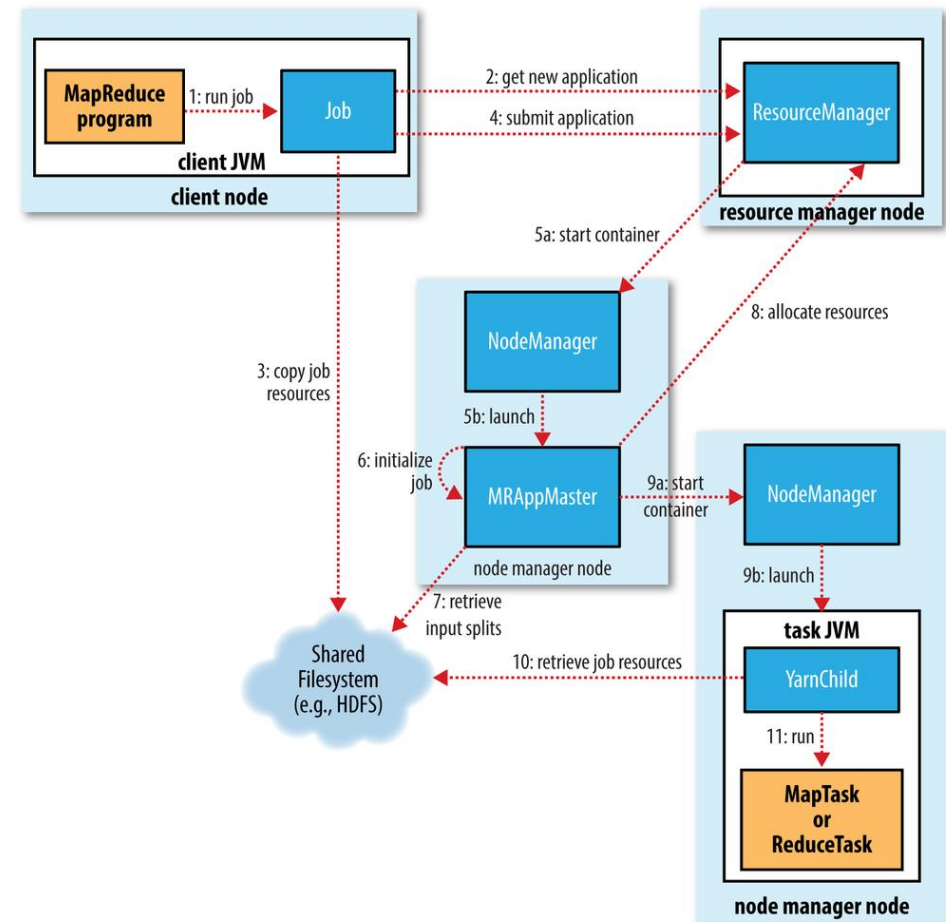 MapReduce
program
1: run job
Job
client JVM
client node
2: get new application
4: submit application
ResourceManager
resource manager node
5a: start container
3: copy job
resources
NodeManager
5b: launch
6: initialize
job
MRAppMaster
node manager node
8: allocate resources
9a: start
container
NodeManager
9b: launch
7: retrieve
input splits
Shared
Filesystem
(e.g., HDFS)
10: retrieve job resources
task JVM
YarnChild
11: run
MapTask
or
ReduceTask
node manager node